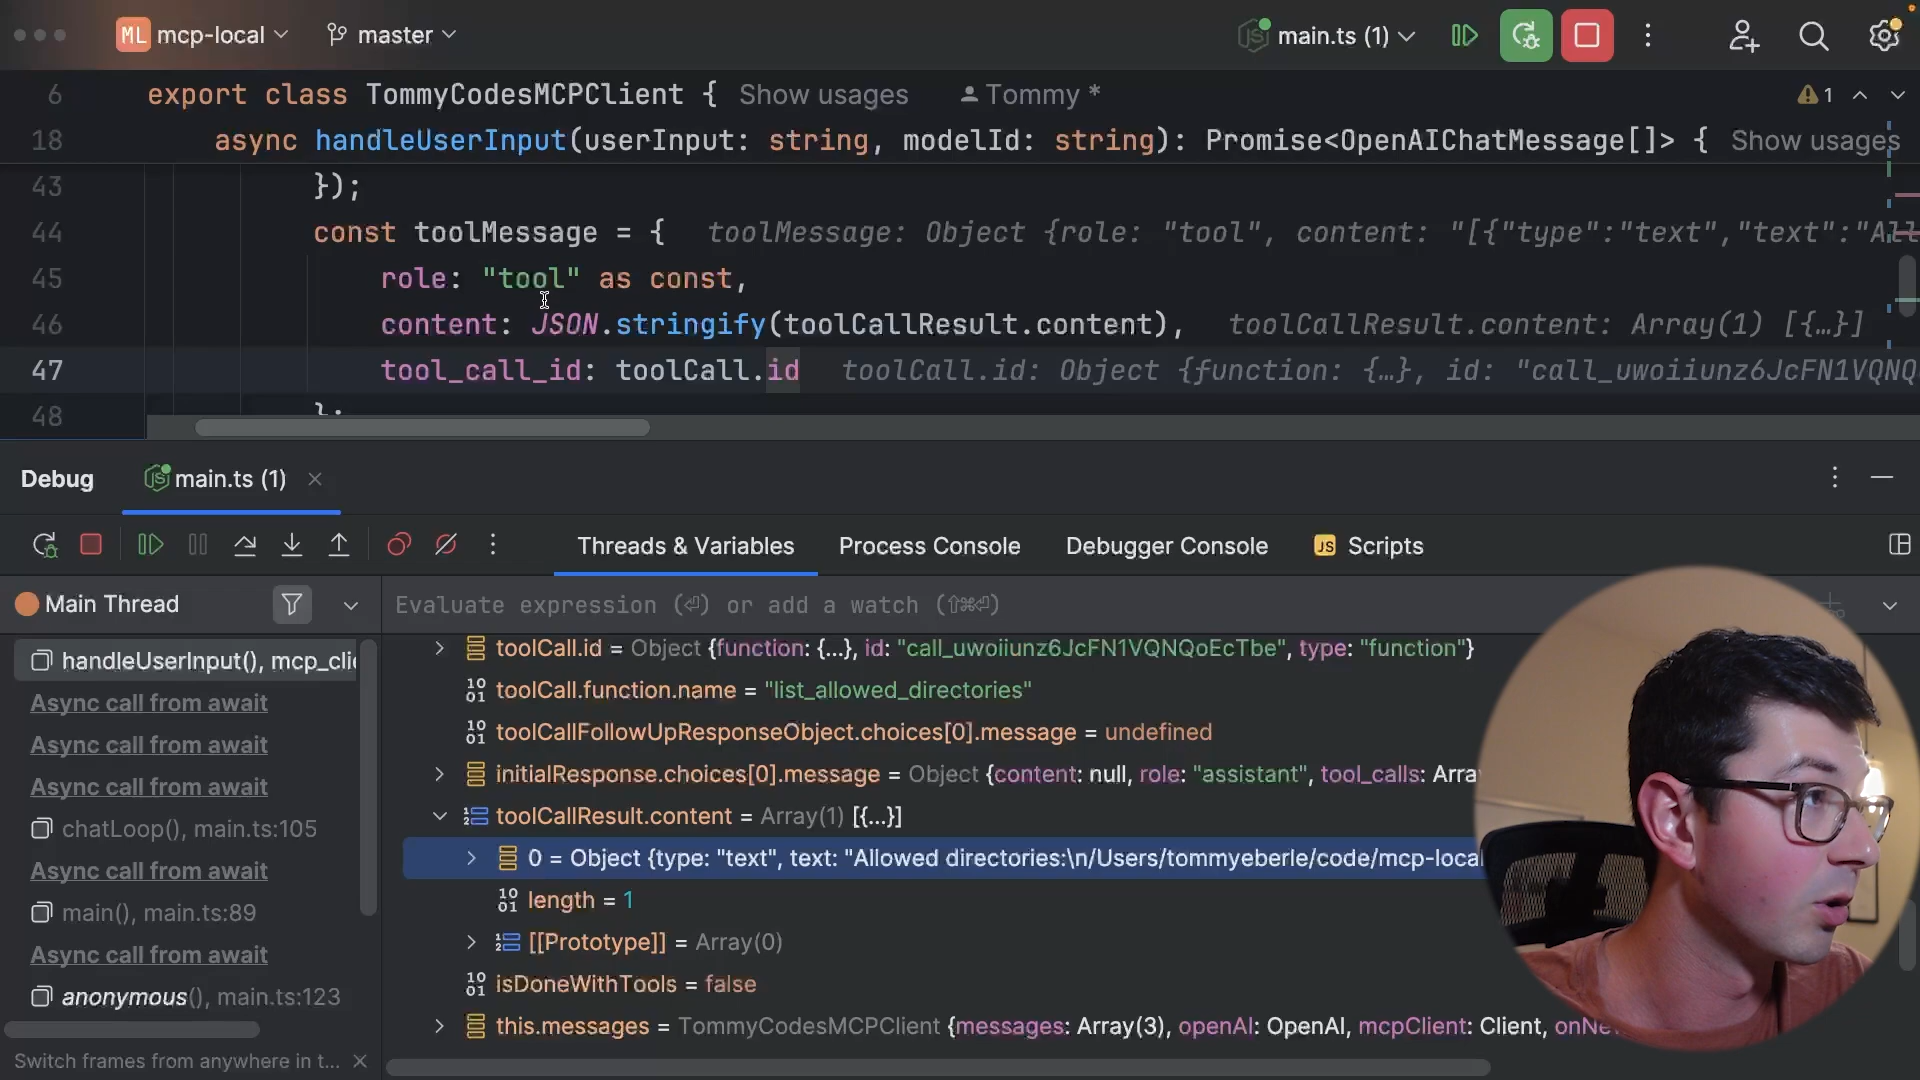 ML mcp-local master main.ts (1)
6 export class TommyCodesMCPClient { Show usages Tommy * 1
18 async handleUserInput(userInput: string, modelId: string): Promise<OpenAIChatMessage[]> { Show usages
43 });
44 const toolMessage = { toolMessage: Object {role: "tool", content: "[{"type":"text","text":"All
45 role: "tool" as const,
46 content: JSON.stringify(toolCallResult.content), toolCallResult.content: Array(1) [{…}]
47 tool_call_id: toolCall.id toolCall.id: Object {function: {…}, id: "call_uwoiiunz6JcFN1VQNQ
48 };
Debug main.ts (1)
Threads & Variables Process Console Debugger Console JS Scripts
Main Thread Evaluate expression (⏎) or add a watch (⇧⌘⏎)
toolCall.id = Object {function: {...}, id: "call_uwoiiunz6JcFN1VQNQoEcTbe", type: "function"}
handleUserInput(), mcp_clie
toolCall.function.name = "list_allowed_directories"
Async call from await
toolCallFollowUpResponseObject.choices[0].message = undefined
Async call from await
initialResponse.choices[0].message = Object {content: null, role: "assistant", tool_calls: Arra
Async call from await
toolCallResult.content = Array(1) [{...}]
chatLoop(), main.ts:105
0 = Object {type: "text", text: "Allowed directories:\n/Users/tommyeberle/code/mcp-local
Async call from await
length = 1
main(), main.ts:89
[[Prototype]] = Array(0)
Async call from await
isDoneWithTools = false
anonymous(), main.ts:123
this.messages = TommyCodesMCPClient {messages: Array(3), openAI: OpenAI, mcpClient: Client, onNe
Switch frames from anywhere in t...